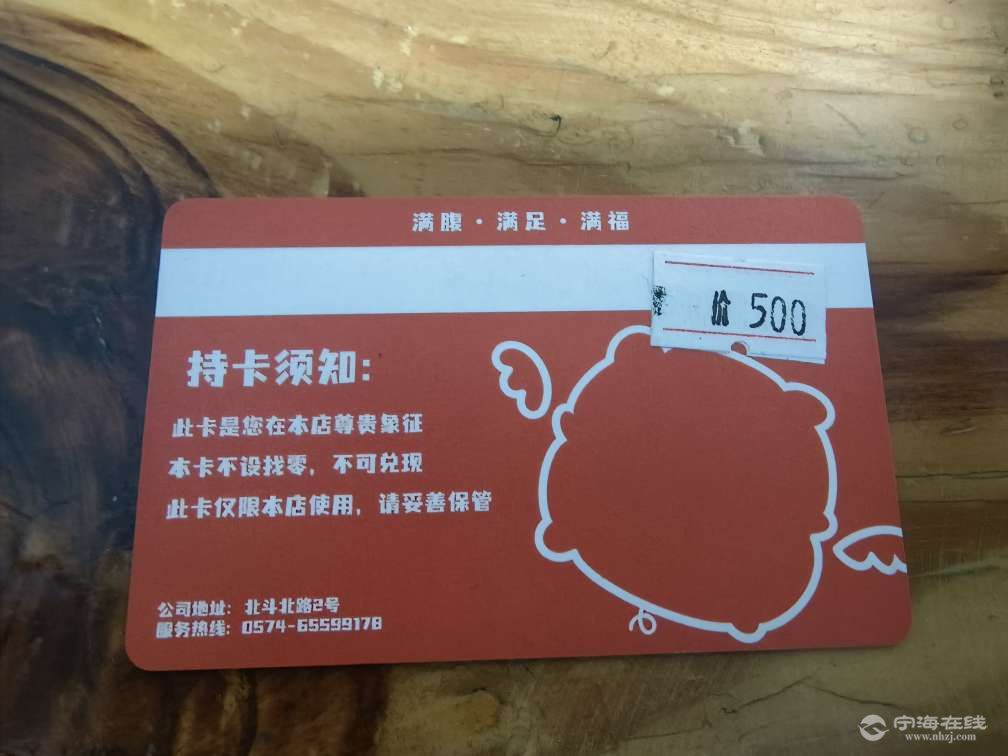 满腹·满足·满福
价 500
持卡须知:
此卡是您在本店尊贵象征
本卡不设找零，不可兑现
此卡仅限本店使用，请妥善保管
公司地址: 北斗北路2号
服务热线: 0574-65599178
宁海在线
www.nhzj.com